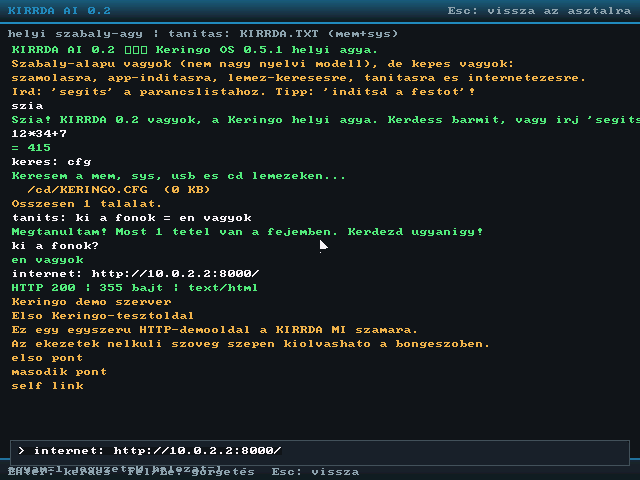 KIRRDA AI 0.2
Esc: vissza az asztalra
helyi szabaly-agy ¦ tanitas: KIRRDA.TXT (mem+sys)
KIRRDA AI 0.2 □□□ Keringo OS 0.5.1 helyi agya.
Szabaly-alapu vagyok (nem nagy nyelvi modell), de kepes vagyok:
szamolasra, app-inditasra, lemez-keresesre, tanitasra es internetezesre.
Ird: 'segits' a parancslistahoz. Tipp: 'inditsd a festot'!
szia
Szia! KIRRDA 0.2 vagyok, a Keringo helyi agya. Kerdess barmit, vagy irj 'segits
12*34+7
= 415
keres: cfg
Keresem a mem, sys, usb es cd lemezeken...
/cd/KERINGO.CFG (0 KB)
Osszesen 1 talalat.
tanits: ki a fonok = en vagyok
Megtanultam! Most 1 tetel van a fejemben. Kerdezd ugyanigy!
ki a fonok?
en vagyok
internet: http://10.0.2.2:8000/
HTTP 200 ¦ 355 bajt ¦ text/html
Keringo demo szerver
Elso Keringo-tesztoldal
Ez egy egyszeru HTTP-demooldal a KIRRDA MI szamara.
Az ekezetek nelkuli szoveg szepen kiolvashato a bongeszoben.
elso pont
masodik pont
self link
> internet: http://10.0.2.2:8000/
Esc: vissza